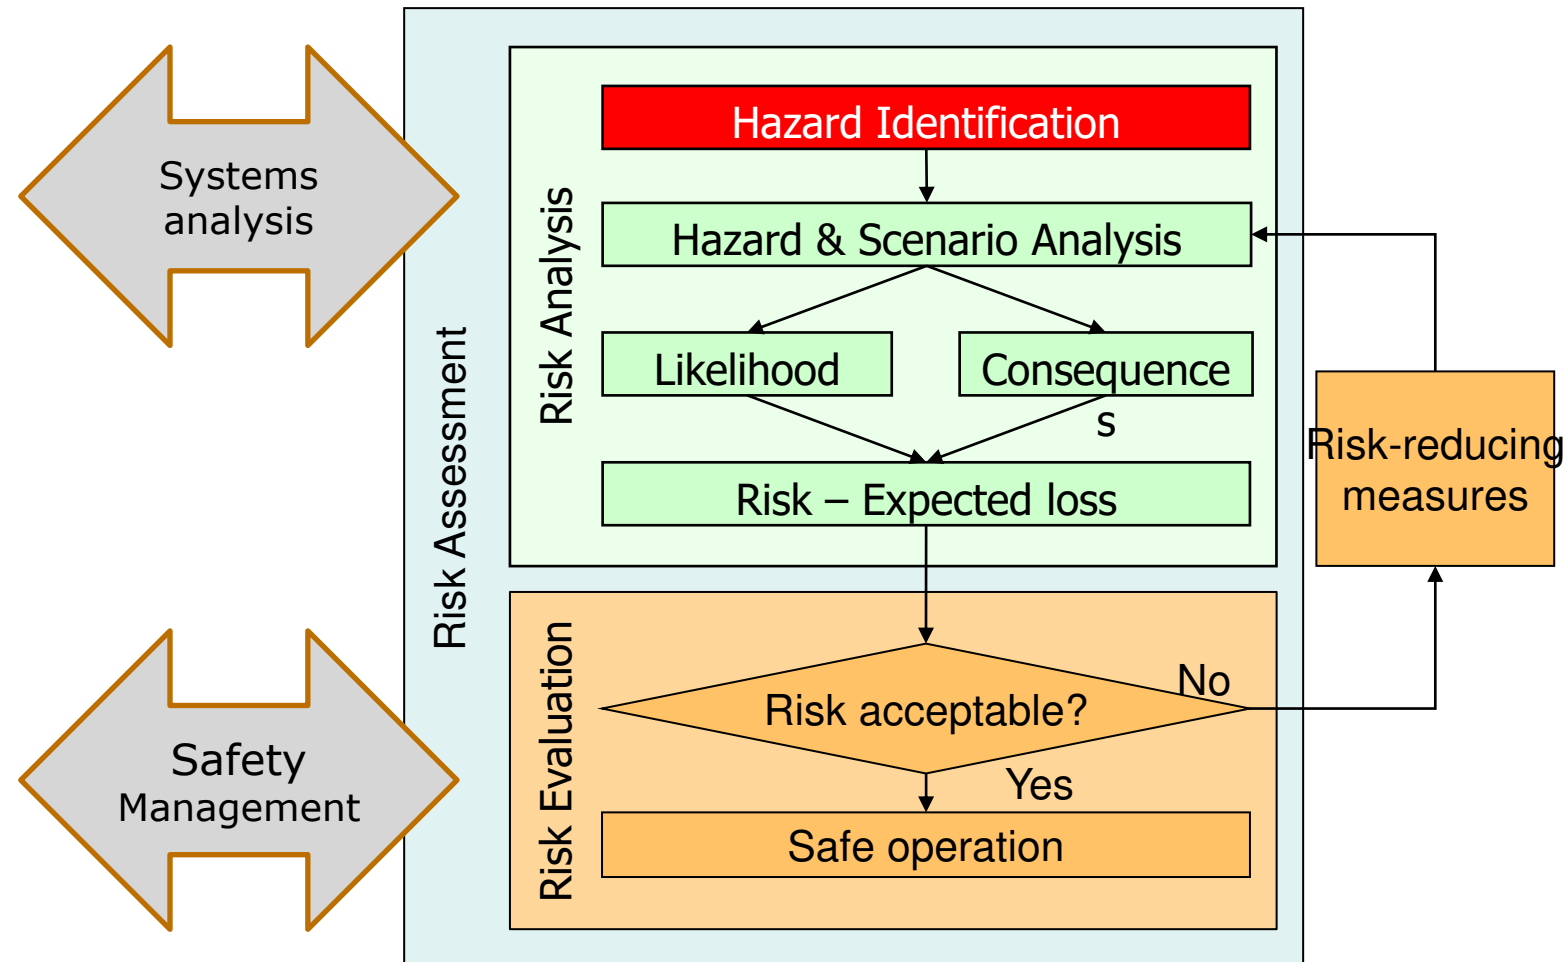 Systems
analysis
Safety
Management
Risk Assessment
Risk Analysis
Hazard Identification
Hazard & Scenario Analysis
Likelihood
Consequence
s
Risk – Expected loss
Risk-reducing
measures
Risk Evaluation
Risk acceptable?
No
Yes
Safe operation